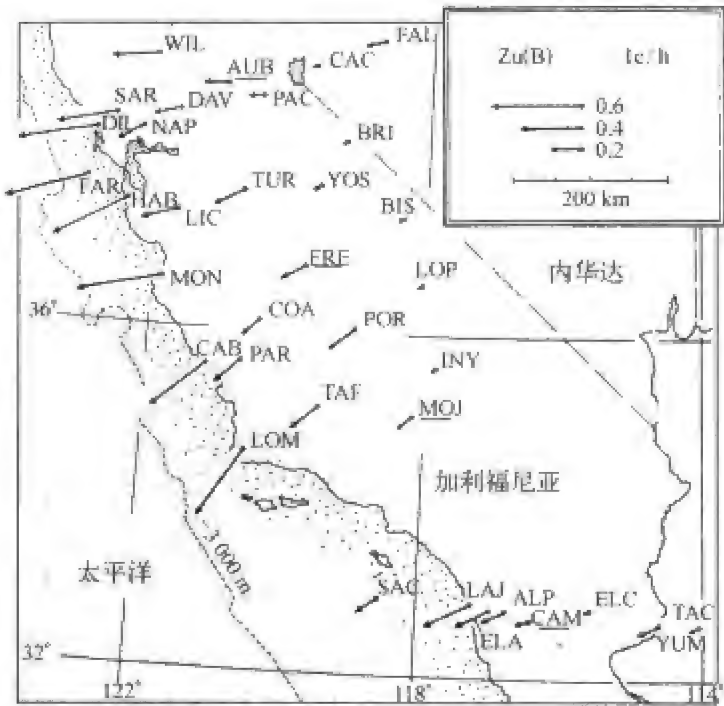 WIL
FAL
CAC
AUB
PAC
SAR
DAV
DIL
NAP
BRI
TUR
YOS
HAB
LIC
BIS
MON
ERE
LOP
内华达
36°
COA
POR
CAB
PAR
INY
TAF
MOJ
LOM
加利福尼亚
3 000 m
太平洋
SAC
LAJ
ALP
CAM
ELC
TAC
ELA
YUM
32°
122°
118°
114°
Zu(B)
0.6
0.4
0.2
200 km